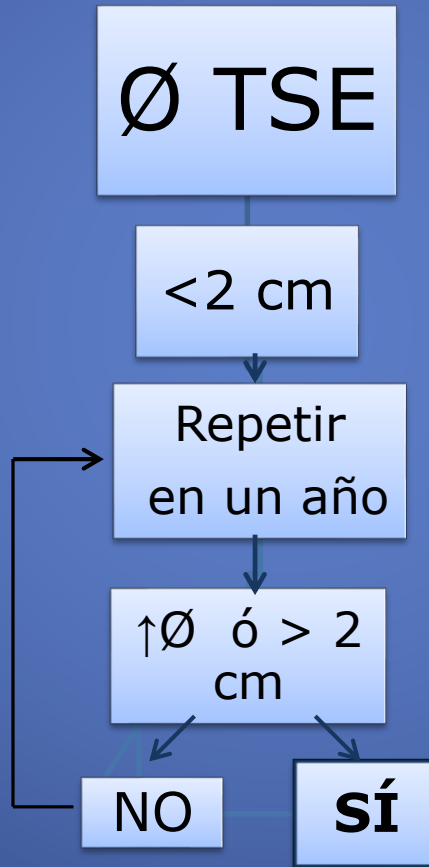 Ø TSE
<2 cm
Repetir
en un año
↑Ø ó > 2
cm
NO
SÍ